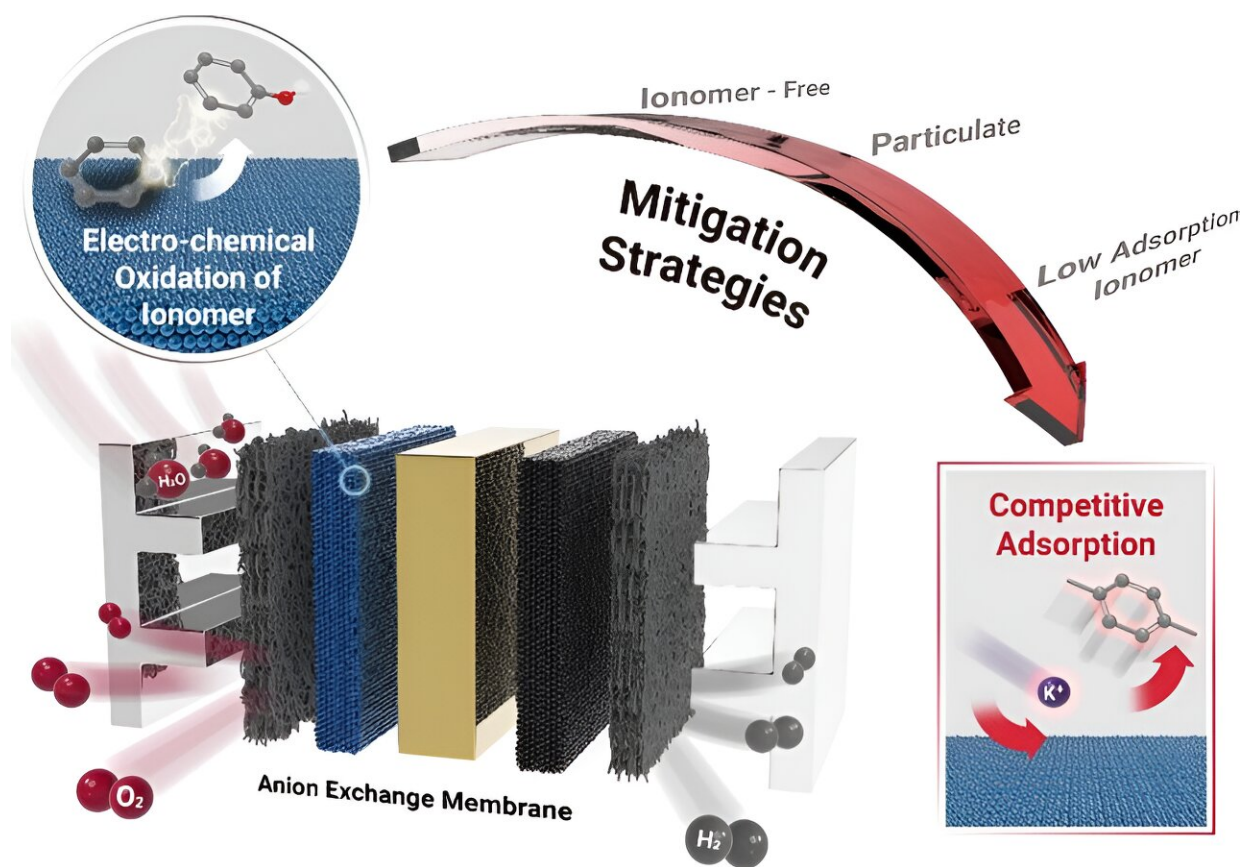 Ionomer - Free
Particulate
Low Adsorption
Ionomer
Mitigation
Strategies
Electro-chemical
Oxidation of
Ionomer
H₂O
Competitive
Adsorption
K⁺
O₂
Anion Exchange Membrane
H₂